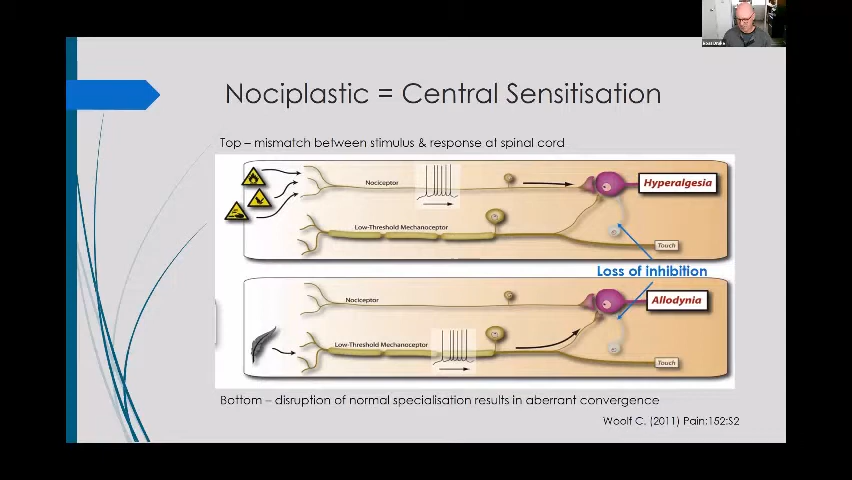 Ross Drake
Nociplastic = Central Sensitisation
Top – mismatch between stimulus & response at spinal cord
Nociceptor
Hyperalgesia
Low-Threshold Mechanoceptor
Touch
Loss of inhibition
Nociceptor
Allodynia
Low-Threshold Mechanoceptor
Touch
Bottom – disruption of normal specialisation results in aberrant convergence
Woolf C. (2011) Pain:152:S2